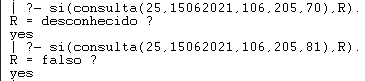 | ?- si(consulta(25,15062021,106,205,70),R).
R = desconhecido ?
yes
| ?- si(consulta(25,15062021,106,205,81),R).
R = falso ?
yes